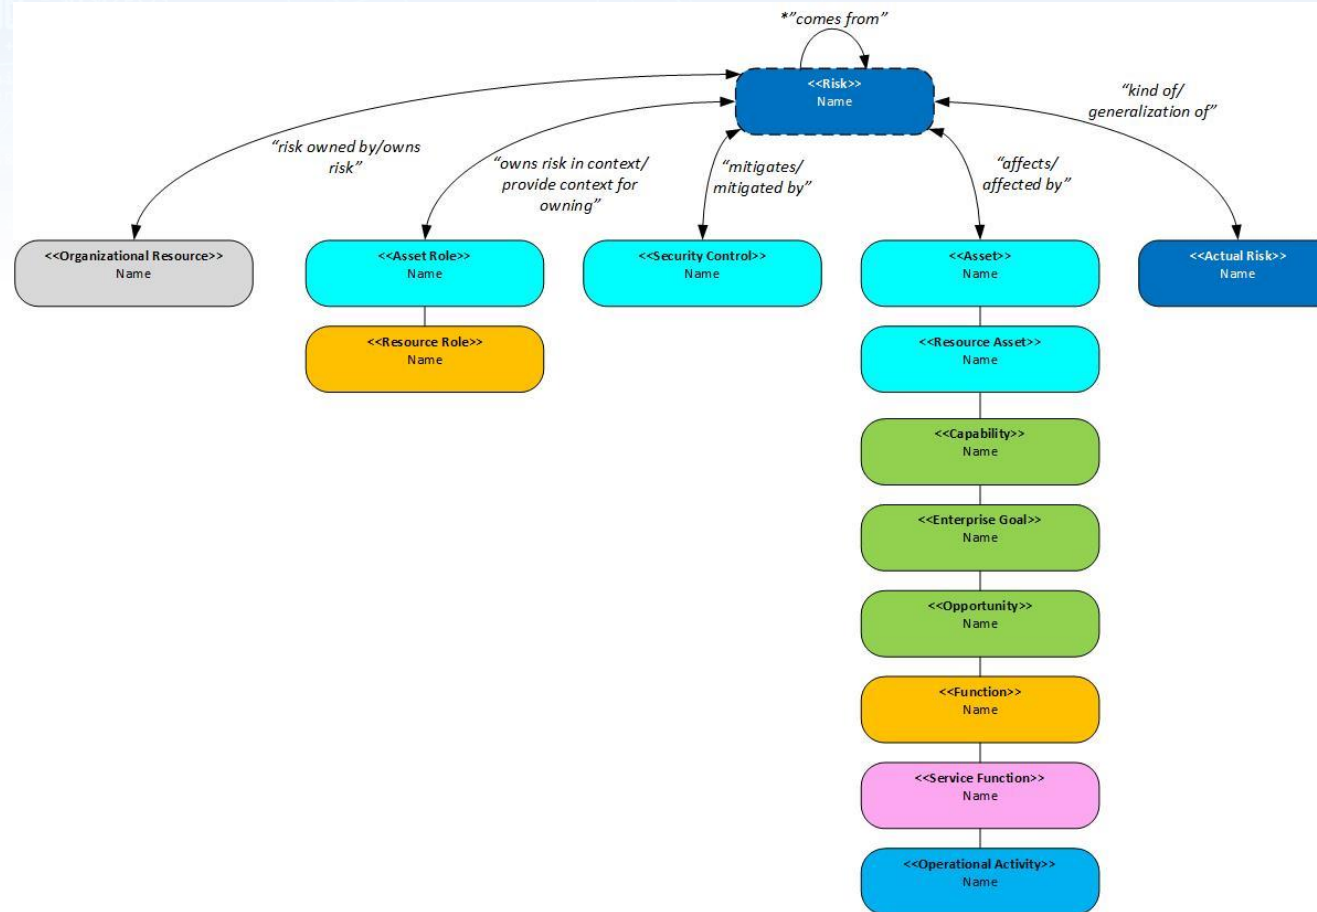 *”comes from”
<<Risk>>
Name
“kind of/
generalization of”
“risk owned by/owns
risk”
“owns risk in context/
provide context for
owning”
“mitigates/
mitigated by”
“affects/
affected by”
<<Organizational Resource>>
Name
<<Asset Role>>
Name
<<Security Control>>
Name
<<Asset>>
Name
<<Actual Risk>>
Name
<<Resource Role>>
Name
<<Resource Asset>>
Name
<<Capability>>
Name
<<Enterprise Goal>>
Name
<<Opportunity>>
Name
<<Function>>
Name
<<Service Function>>
Name
<<Operational Activity>>
Name